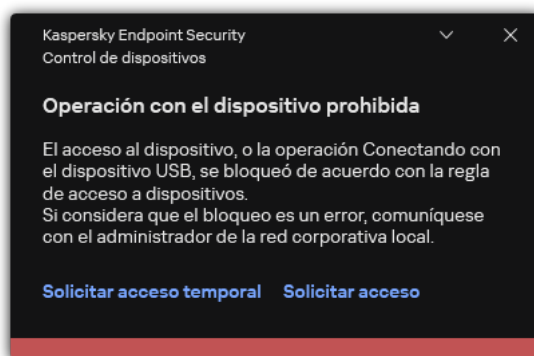 Kaspersky Endpoint Security
Control de dispositivos
Operación con el dispositivo prohibida
El acceso al dispositivo, o la operación Conectando con
el dispositivo USB, se bloqueó de acuerdo con la regla
de acceso a dispositivos.
Si considera que el bloqueo es un error, comuníquese
con el administrador de la red corporativa local.
Solicitar acceso temporal Solicitar acceso